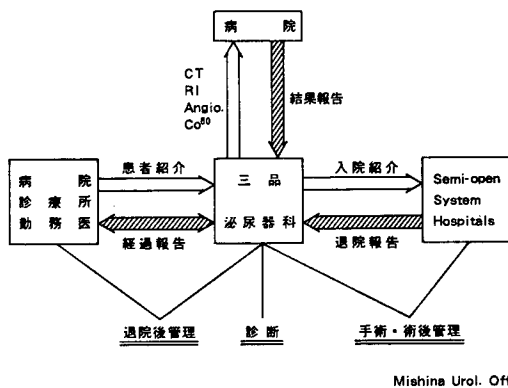 病院
CT
RI
Angio.
Co⁶⁰
結果報告
病院
診療所
勤務医
患者紹介
経過報告
三品
泌尿器科
入院紹介
退院報告
Semi-open
System
Hospitals
退院後管理
診断
手術・術後管理
Mishina Urol. Off